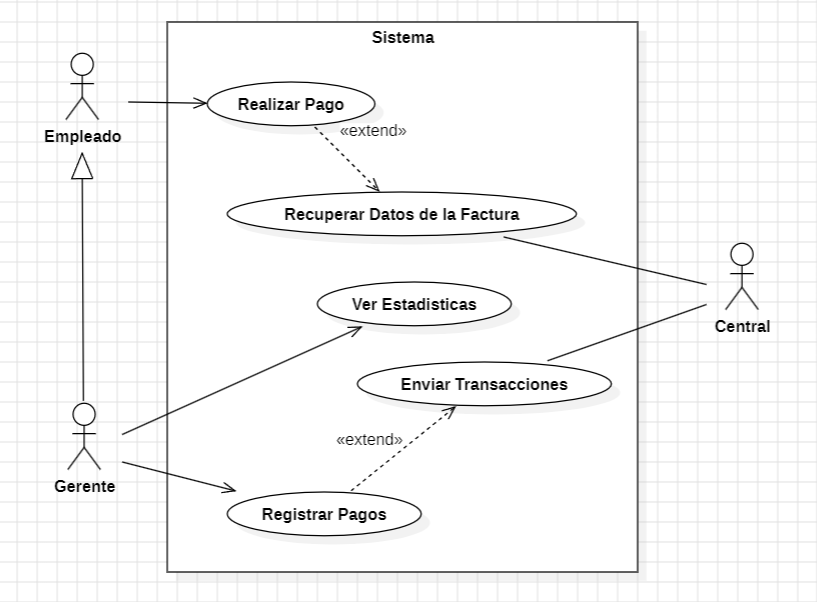 Sistema
Realizar Pago
Empleado
«extend»
Recuperar Datos de la Factura
Ver Estadisticas
Central
Enviar Transacciones
«extend»
Gerente
Registrar Pagos